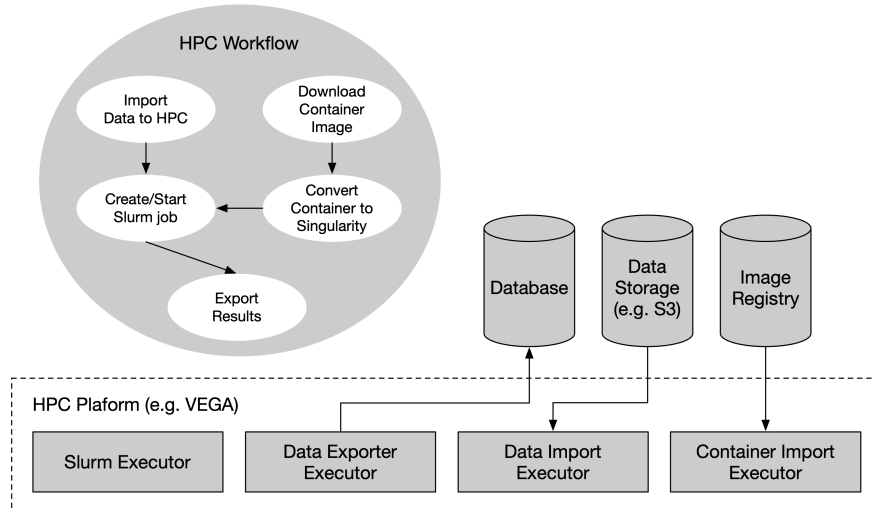 HPC Workflow
Import
Data to HPC
Download
Container
Image
Create/Start
Slurm job
Convert
Container to
Singularity
Export
Results
Database
Data
Storage
(e.g. S3)
Image
Registry
HPC Plaform (e.g. VEGA)
Slurm Executor
Data Exporter
Executor
Data Import
Executor
Container Import
Executor